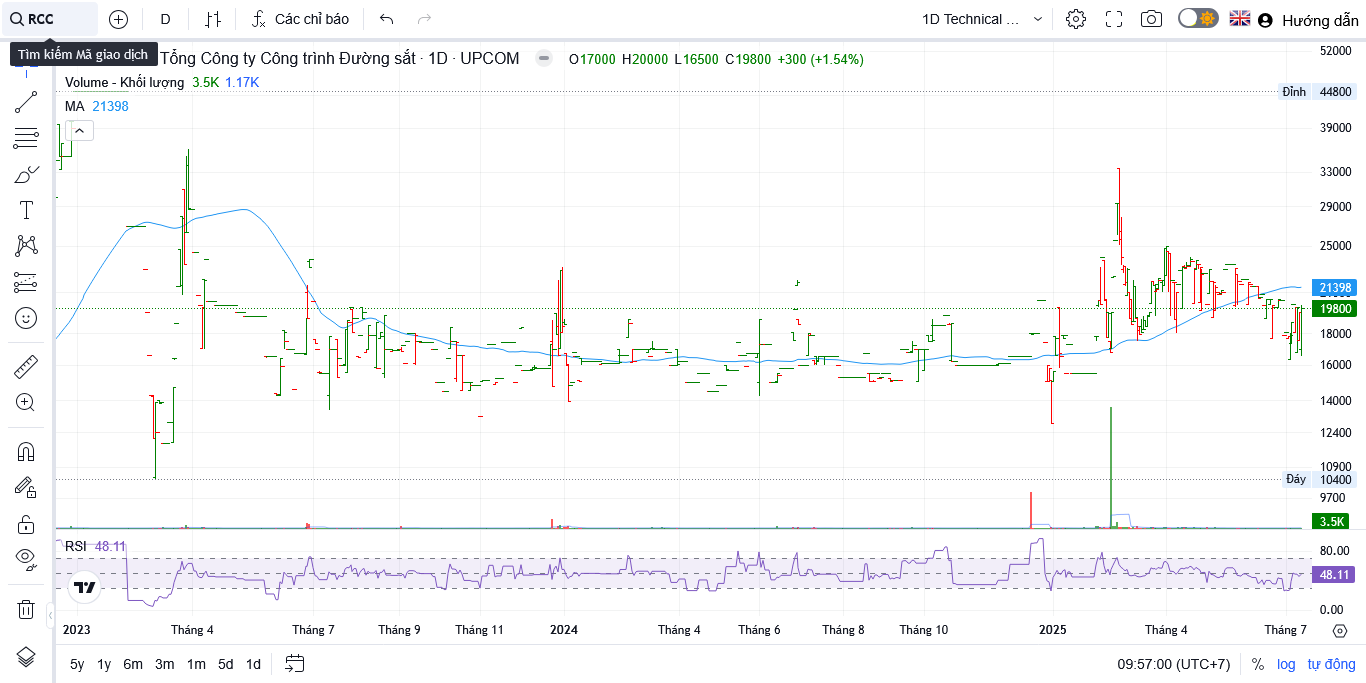 RCC
D
Các chỉ báo
1D Technical ...
Hướng dẫn
Tìm kiếm Mã giao dịch
Tổng Công ty Công trình Đường sắt · 1D · UPCOM
O17000 H20000 L16500 C19800 +300 (+1.54%)
Volume - Khối lượng 3.5K 1.17K
MA 21398
52000
Đỉnh 44800
39000
33000
29000
25000
21398
19800
18000
16000
14000
12400
10900
Đáy 10400
9700
3.5K
RSI 48.11
80.00
48.11
0.00
2023 Tháng 4 Tháng 7 Tháng 9 Tháng 11 2024 Tháng 4 Tháng 6 Tháng 8 Tháng 10 2025 Tháng 4 Tháng 7
5y 1y 6m 3m 1m 5d 1d
09:57:00 (UTC+7) % log tự động